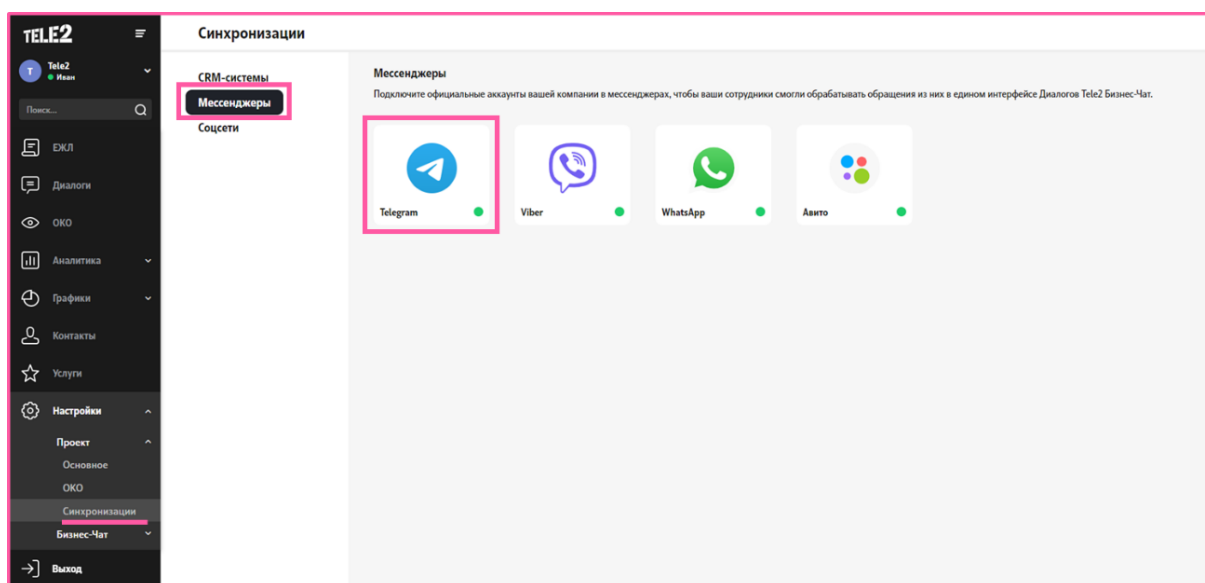 TELE2
Tele2
Иван
Поиск...
ЕЖЛ
Диалоги
ОКО
Аналитика
Графики
Контакты
Услуги
Настройки
Проект
Основное
ОКО
Синхронизации
Бизнес-Чат
Выход
Синхронизации
CRM-системы
Мессенджеры
Соцсети
Мессенджеры
Подключите официальные аккаунты вашей компании в мессенджерах, чтобы ваши сотрудники смогли обрабатывать обращения из них в едином интерфейсе Диалогов Tele2 Бизнес-Чат.
Telegram
Viber
WhatsApp
Авито